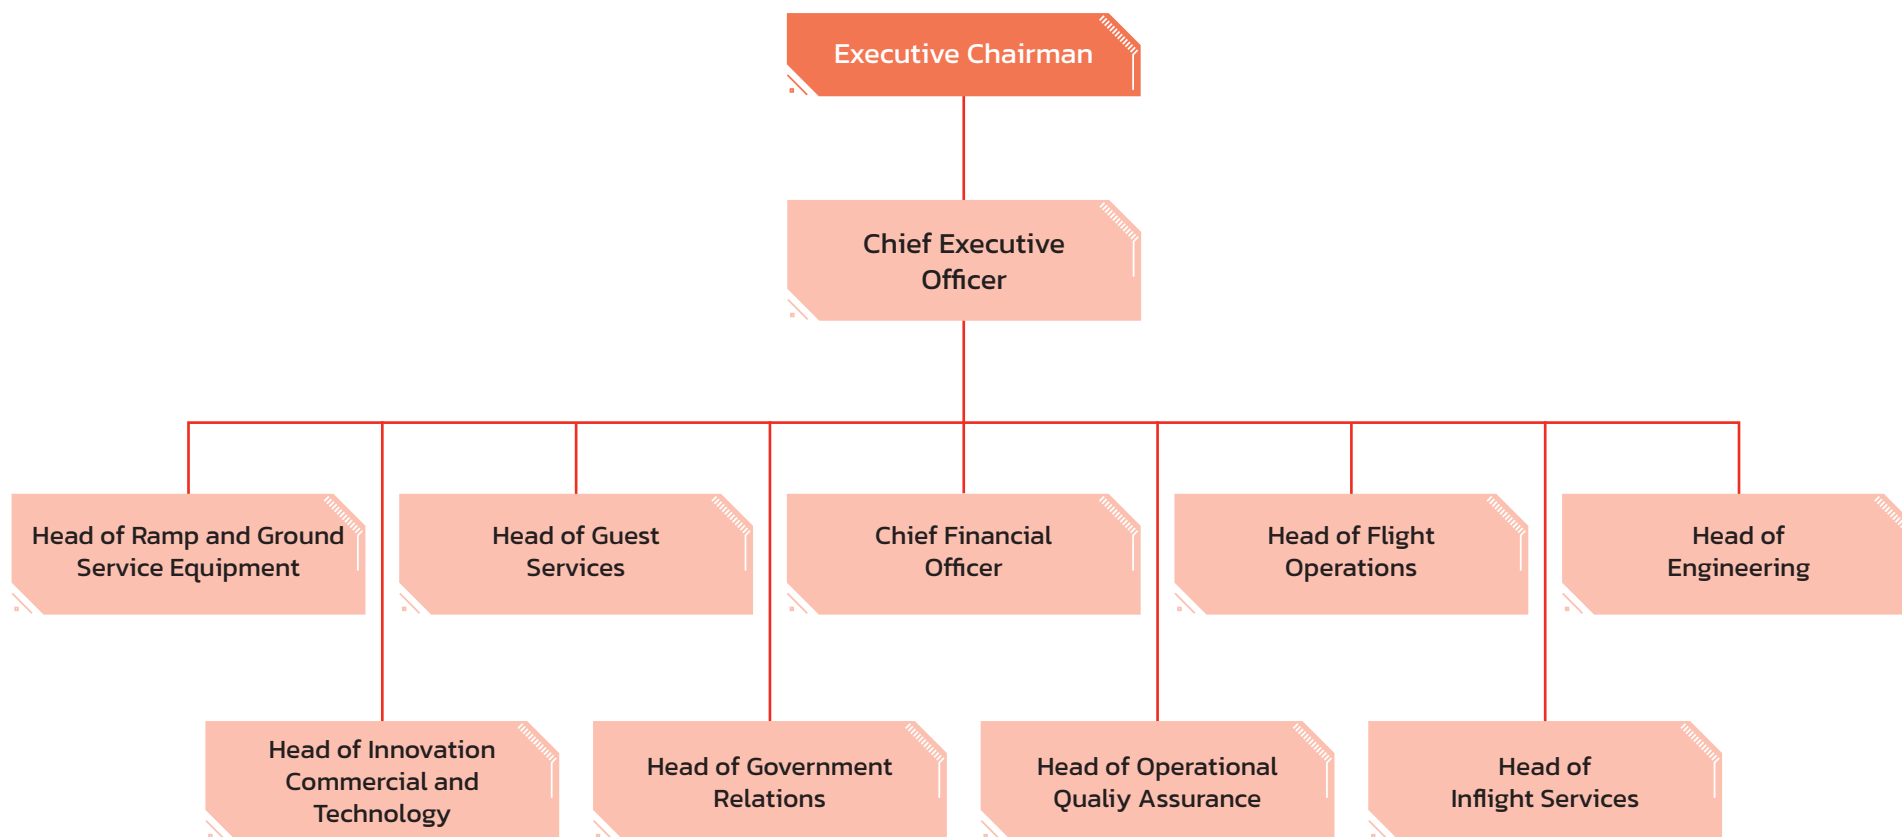 Executive Chairman
Chief Executive
Officer
Head of Ramp and Ground
Service Equipment
Head of Guest
Services
Chief Financial
Officer
Head of Flight
Operations
Head of
Engineering
Head of Innovation
Commercial and
Technology
Head of Government
Relations
Head of Operational
Qualiy Assurance
Head of
Inflight Services